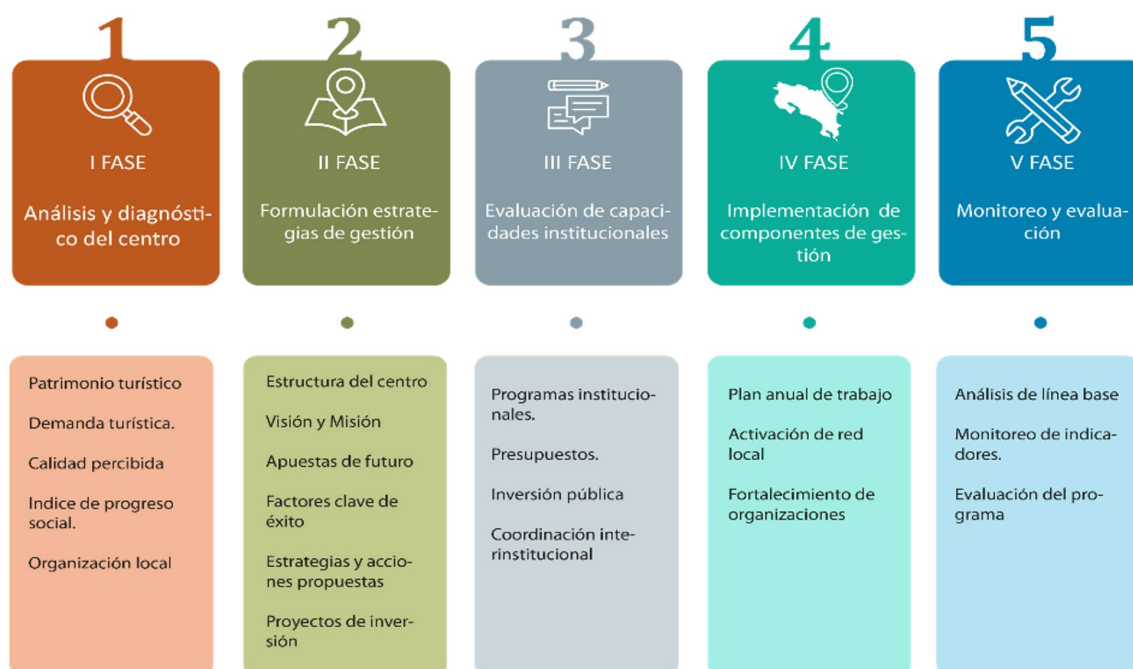 1
I FASE
Análisis y diagnósti-
co del centro
Patrimonio turístico
Demanda turística.
Calidad percibida
Indice de progreso
social.
Organización local
2
II FASE
Formulación estrate-
gias de gestión
Estructura del centro
Visión y Misión
Apuestas de futuro
Factores clave de
éxito
Estrategias y accio-
nes propuestas
Proyectos de inver-
sión
3
III FASE
Evaluación de capaci-
dades institucionales
Programas institucio-
nales.
Presupuestos.
Inversión pública
Coordinación inte-
rinstitucional
4
IV FASE
Implementación de
componentes de ges-
tión
Plan anual de trabajo
Activación de red
local
Fortalecimiento de
organizaciones
5
V FASE
Monitoreo y evalua-
ción
Análisis de línea base
Monitoreo de indica-
dores.
Evaluación del pro-
grama